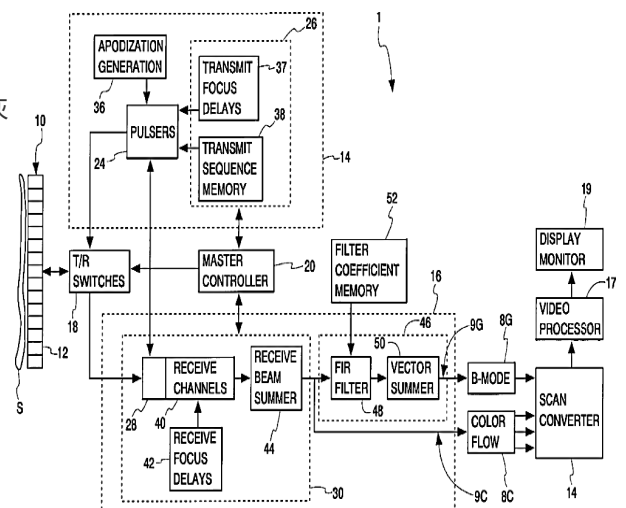 1
26
APODIZATION
GENERATION
36
TRANSMIT
FOCUS
DELAYS
37
PULSERS
24
38
TRANSMIT
SEQUENCE
MEMORY
14
10
S
12
T/R
SWITCHES
18
MASTER
CONTROLLER
20
52
FILTER
COEFFICIENT
MEMORY
19
DISPLAY
MONITOR
17
VIDEO
PROCESSOR
16
46
9G
8G
28
RECEIVE
CHANNELS
40
RECEIVE
BEAM
SUMMER
44
FIR
FILTER
48
50
VECTOR
SUMMER
B-MODE
SCAN
CONVERTER
14
COLOR
FLOW
8C
9C
42
RECEIVE
FOCUS
DELAYS
30